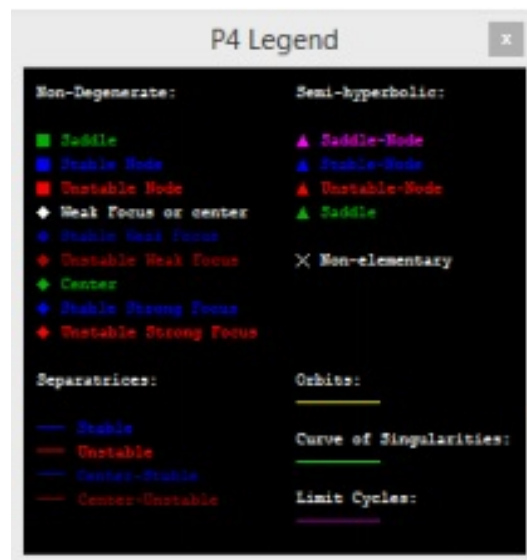 P4 Legend
x
Non-Degenerate:
Saddle
Stable Node
Unstable Node
Weak Focus or center
Stable Weak Focus
Unstable Weak Focus
Center
Stable Strong Focus
Unstable Strong Focus
Semi-hyperbolic:
Saddle-Node
Stable-Node
Unstable-Node
Saddle
Non-elementary
Separatrices:
Stable
Unstable
Center-Stable
Center-Unstable
Orbits:
Curve of Singularities:
Limit Cycles: